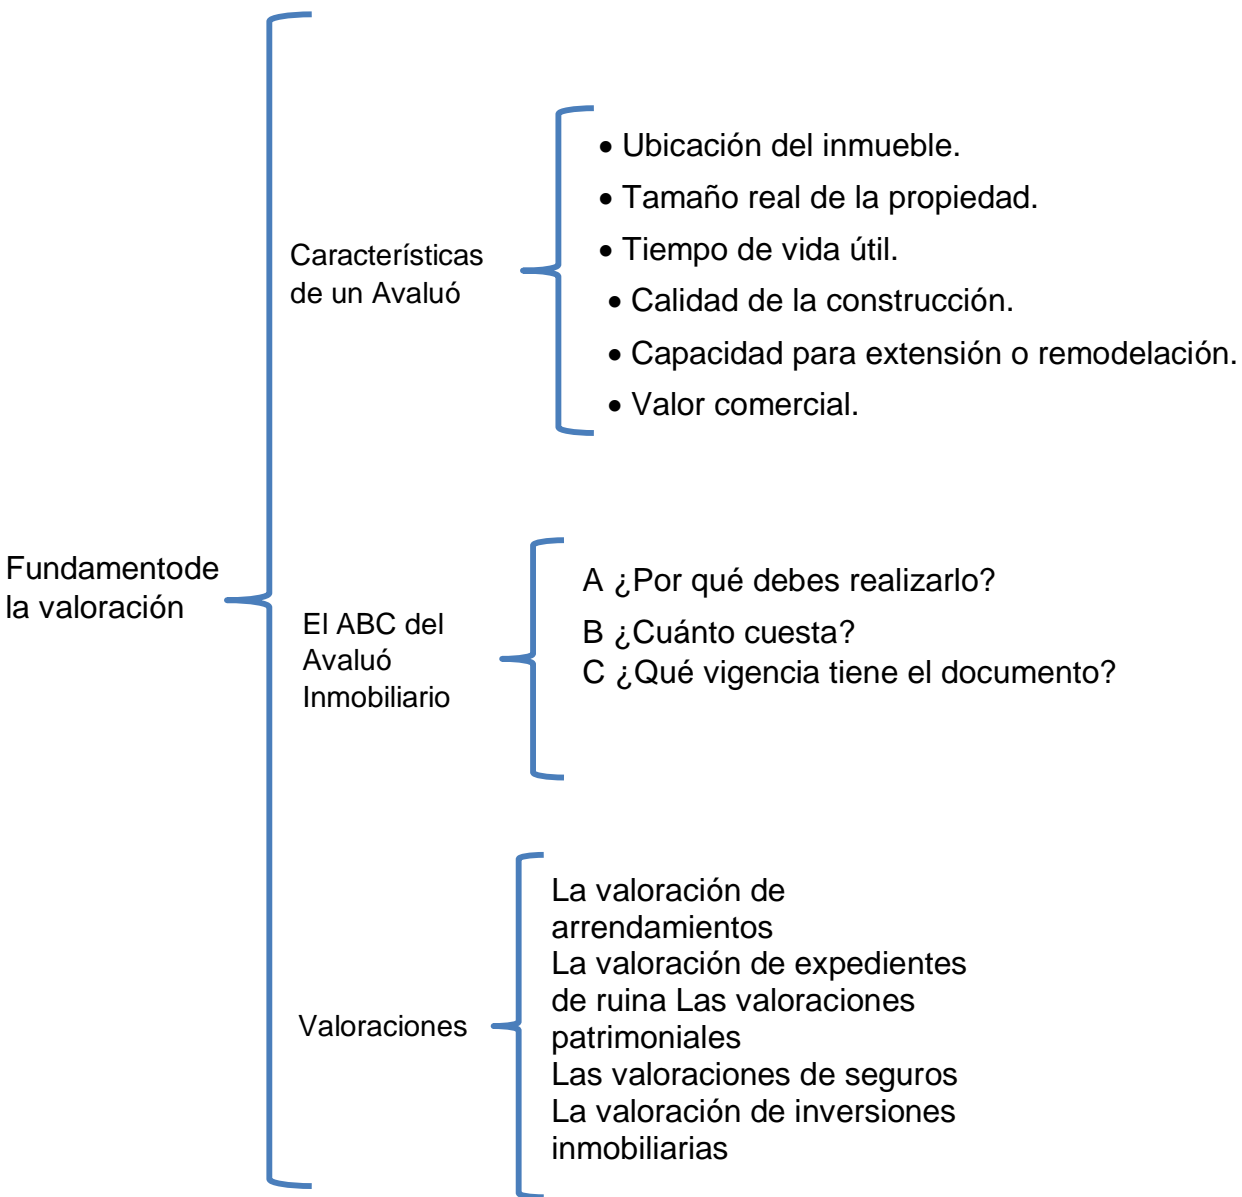 Fundamentode
la valoración
Característícas
de un Avaluó
• Ubicación del inmueble.
• Tamaño real de la propiedad.
• Tiempo de vida útil.
• Calidad de la construcción.
• Capacidad para extensión o remodelación.
• Valor comercial.
El ABC del
Avaluó
Inmobiliario
A ¿Por qué debes realizarlo?
B ¿Cuánto cuesta?
C ¿Qué vigencia tiene el documento?
Valoraciones
La valoración de
arrendamientos
La valoración de expedientes
de ruina Las valoraciones
patrimoniales
Las valoraciones de seguros
La valoración de inversiones
inmobiliarias